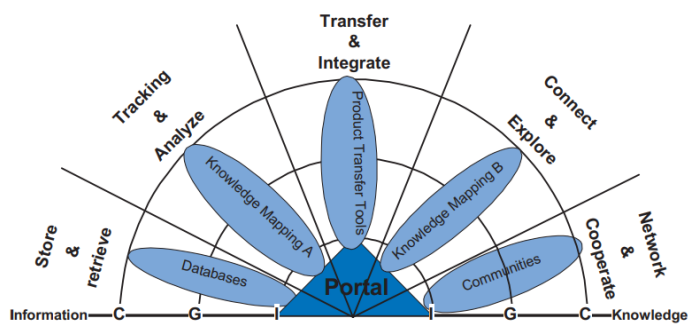 Transfer
&
Integrate
Tracking
&
Analyze
Connect
&
Explore
Store
&
retrieve
Network
&
Cooperate
Databases
Knowledge Mapping A
Product Transfer Tools
Knowledge Mapping B
Communities
Portal
Information C G I I G C Knowledge